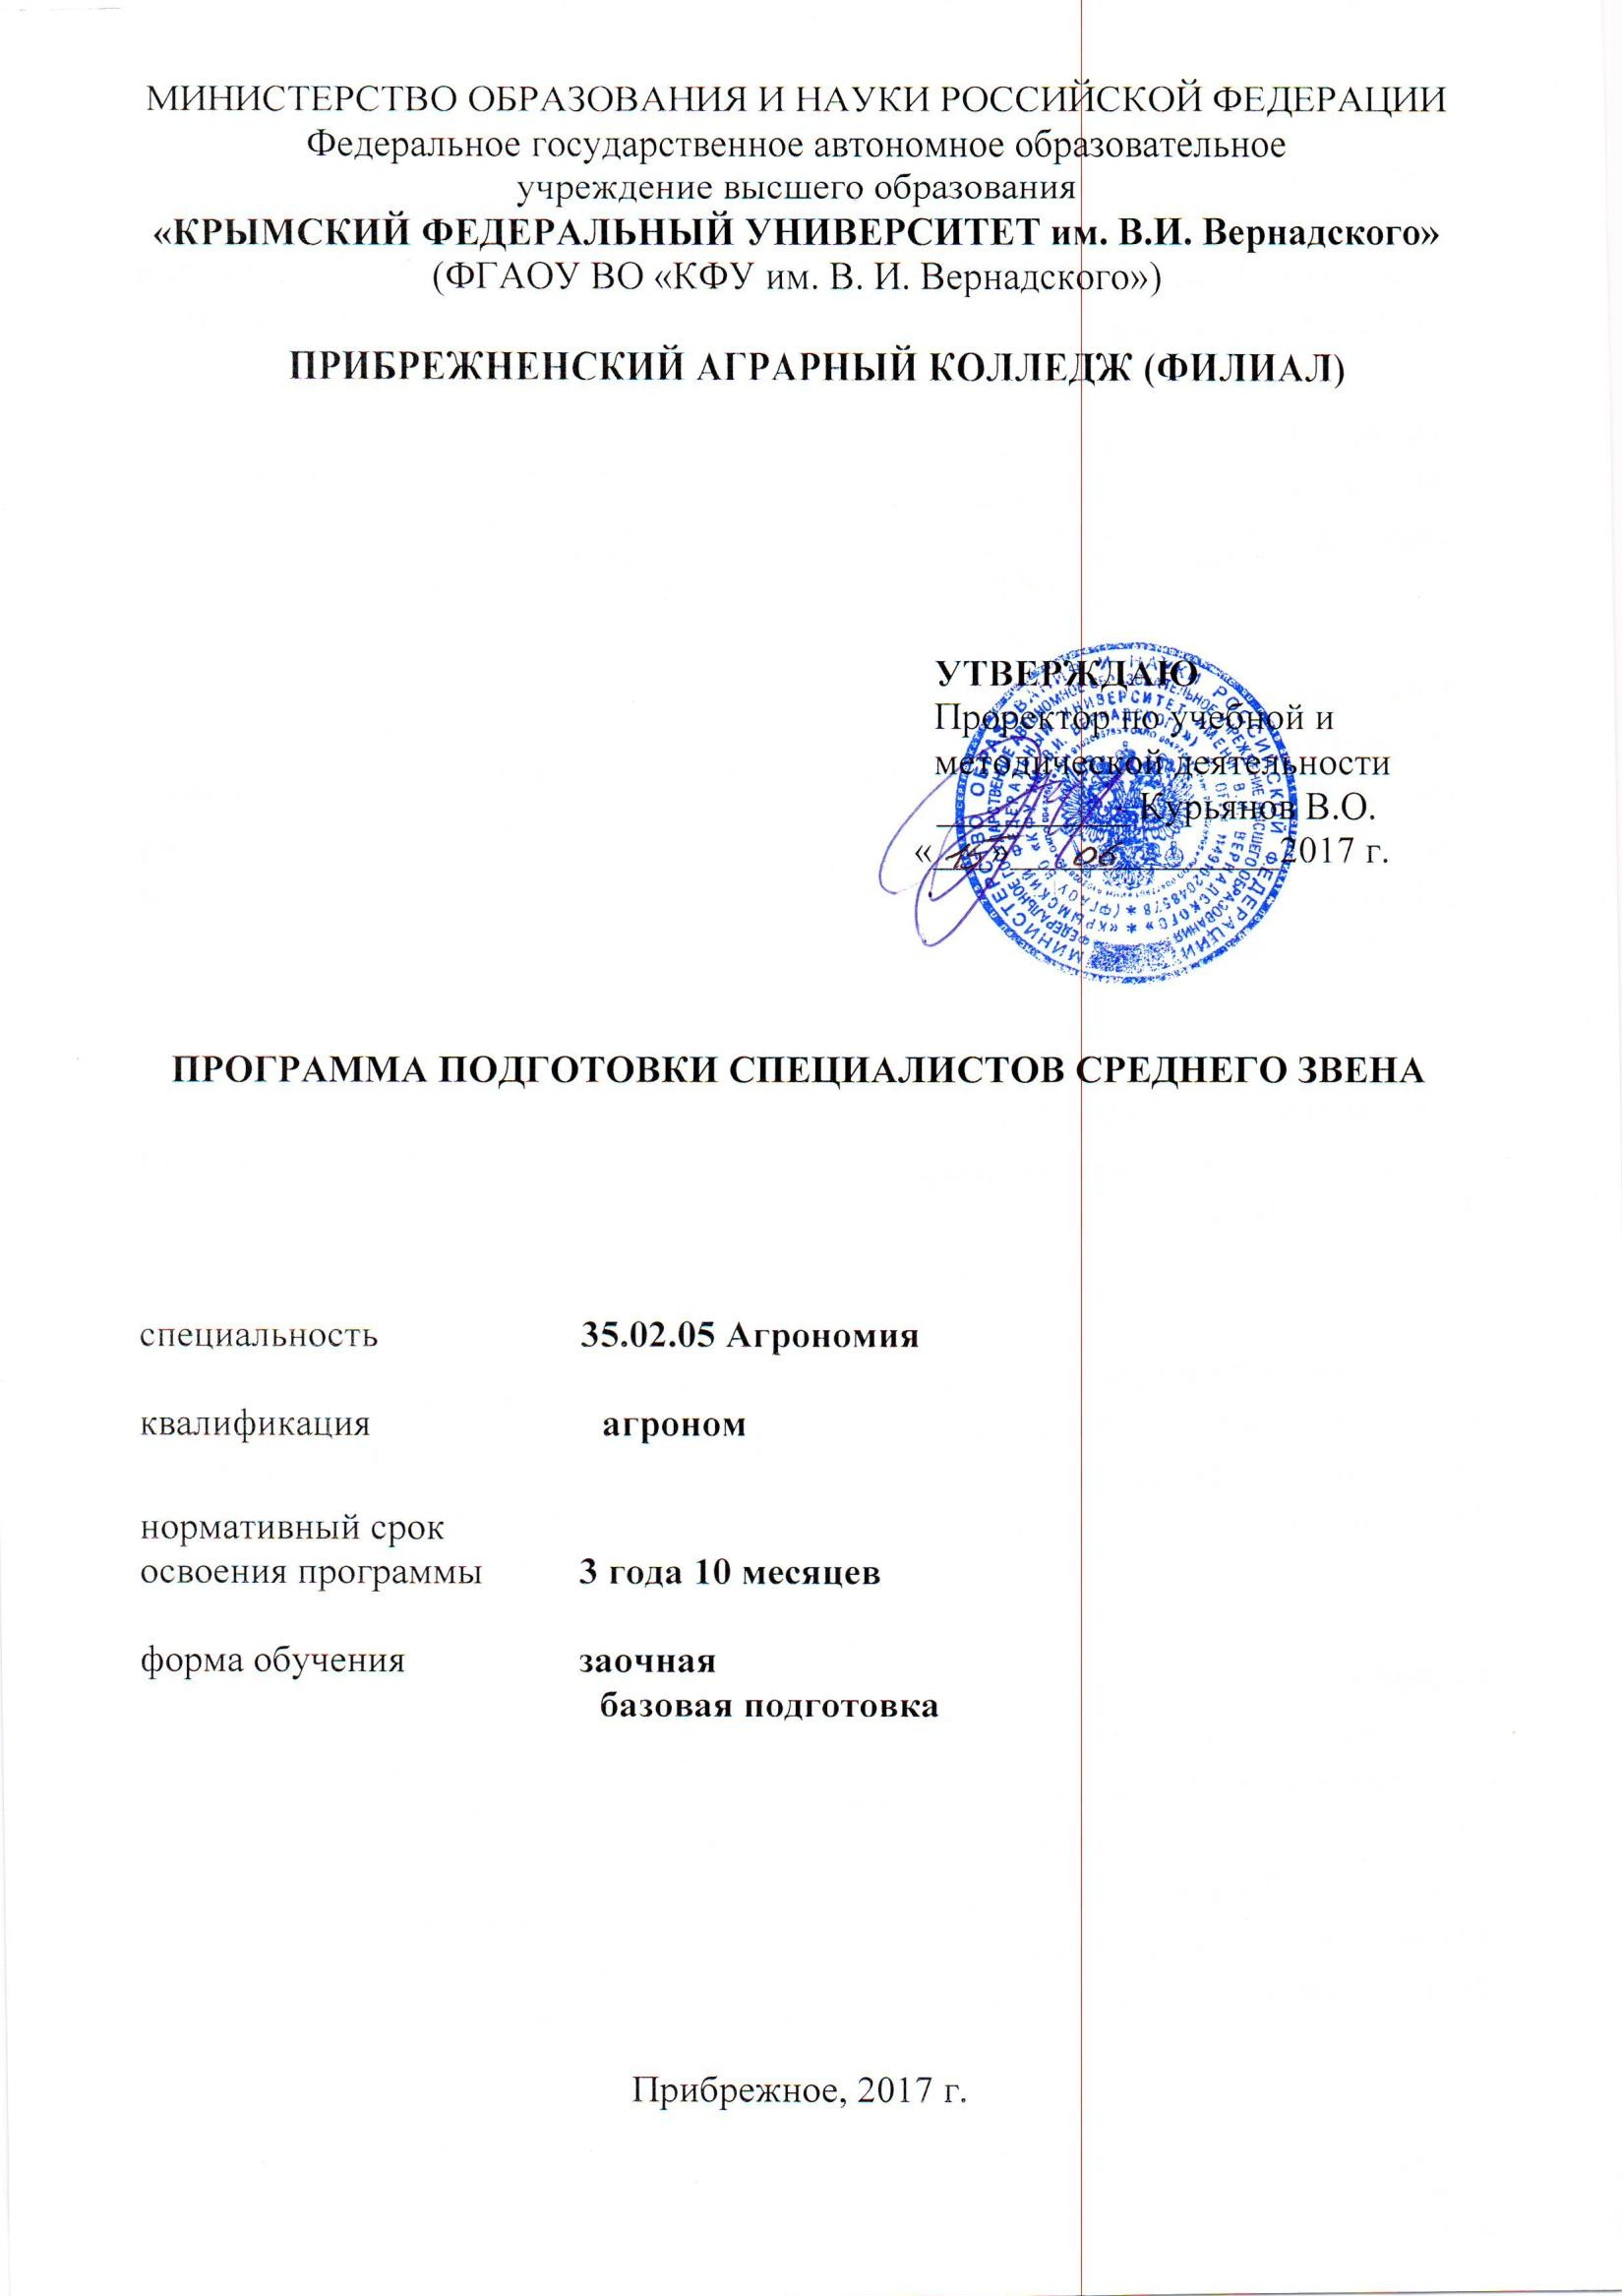 МИНИСТЕРСТВО ОБРАЗОВАНИЯ И НАУКИ РОССИЙСКОЙ ФЕДЕРАЦИИ
Федеральное государственное автономное образовательное
учреждение высшего образования
«КРЫМСКИЙ ФЕДЕРАЛЬНЫЙ УНИВЕРСИТЕТ им. В.И. Вернадского»
(ФГАОУ ВО «КФУ им. В. И. Вернадского»)
ПРИБРЕЖНЕНСКИЙ АГРАРНЫЙ КОЛЛЕДЖ (ФИЛИАЛ)
УТВЕРЖДАЮ
Проректор по учебной и
методической деятельности
Курьянов В.О.
«15» 06 2017 г.
ПРОГРАММА ПОДГОТОВКИ СПЕЦИАЛИСТОВ СРЕДНЕГО ЗВЕНА
специальность 35.02.05 Агрономия
квалификация агроном
нормативный срок
освоения программы 3 года 10 месяцев
форма обучения заочная
базовая подготовка
Прибрежное, 2017 г.